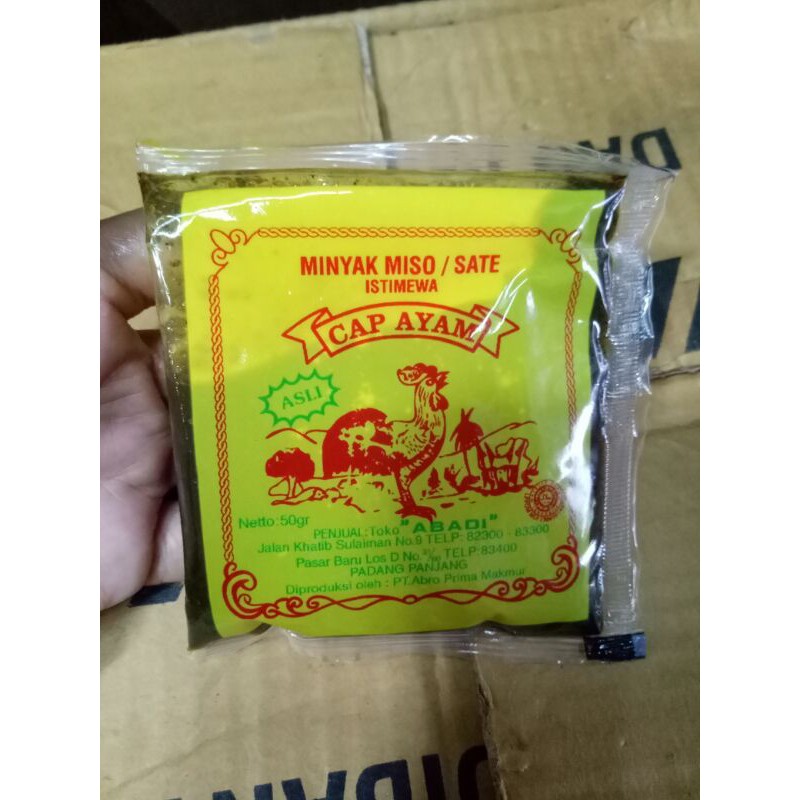 MINYAK MISO / SATE
ISTIMEWA
CAP AYAM
ASLI
Netto:50gr
PENJUAL:Toko "ABADI"
Jalan Khatib Sulaiman No.9 TELP: 82300 - 83300
Pasar Baru Los D No. TELP:83400
PADANG PANJANG
Diproduksi oleh : PT.Abro Prima Makmur